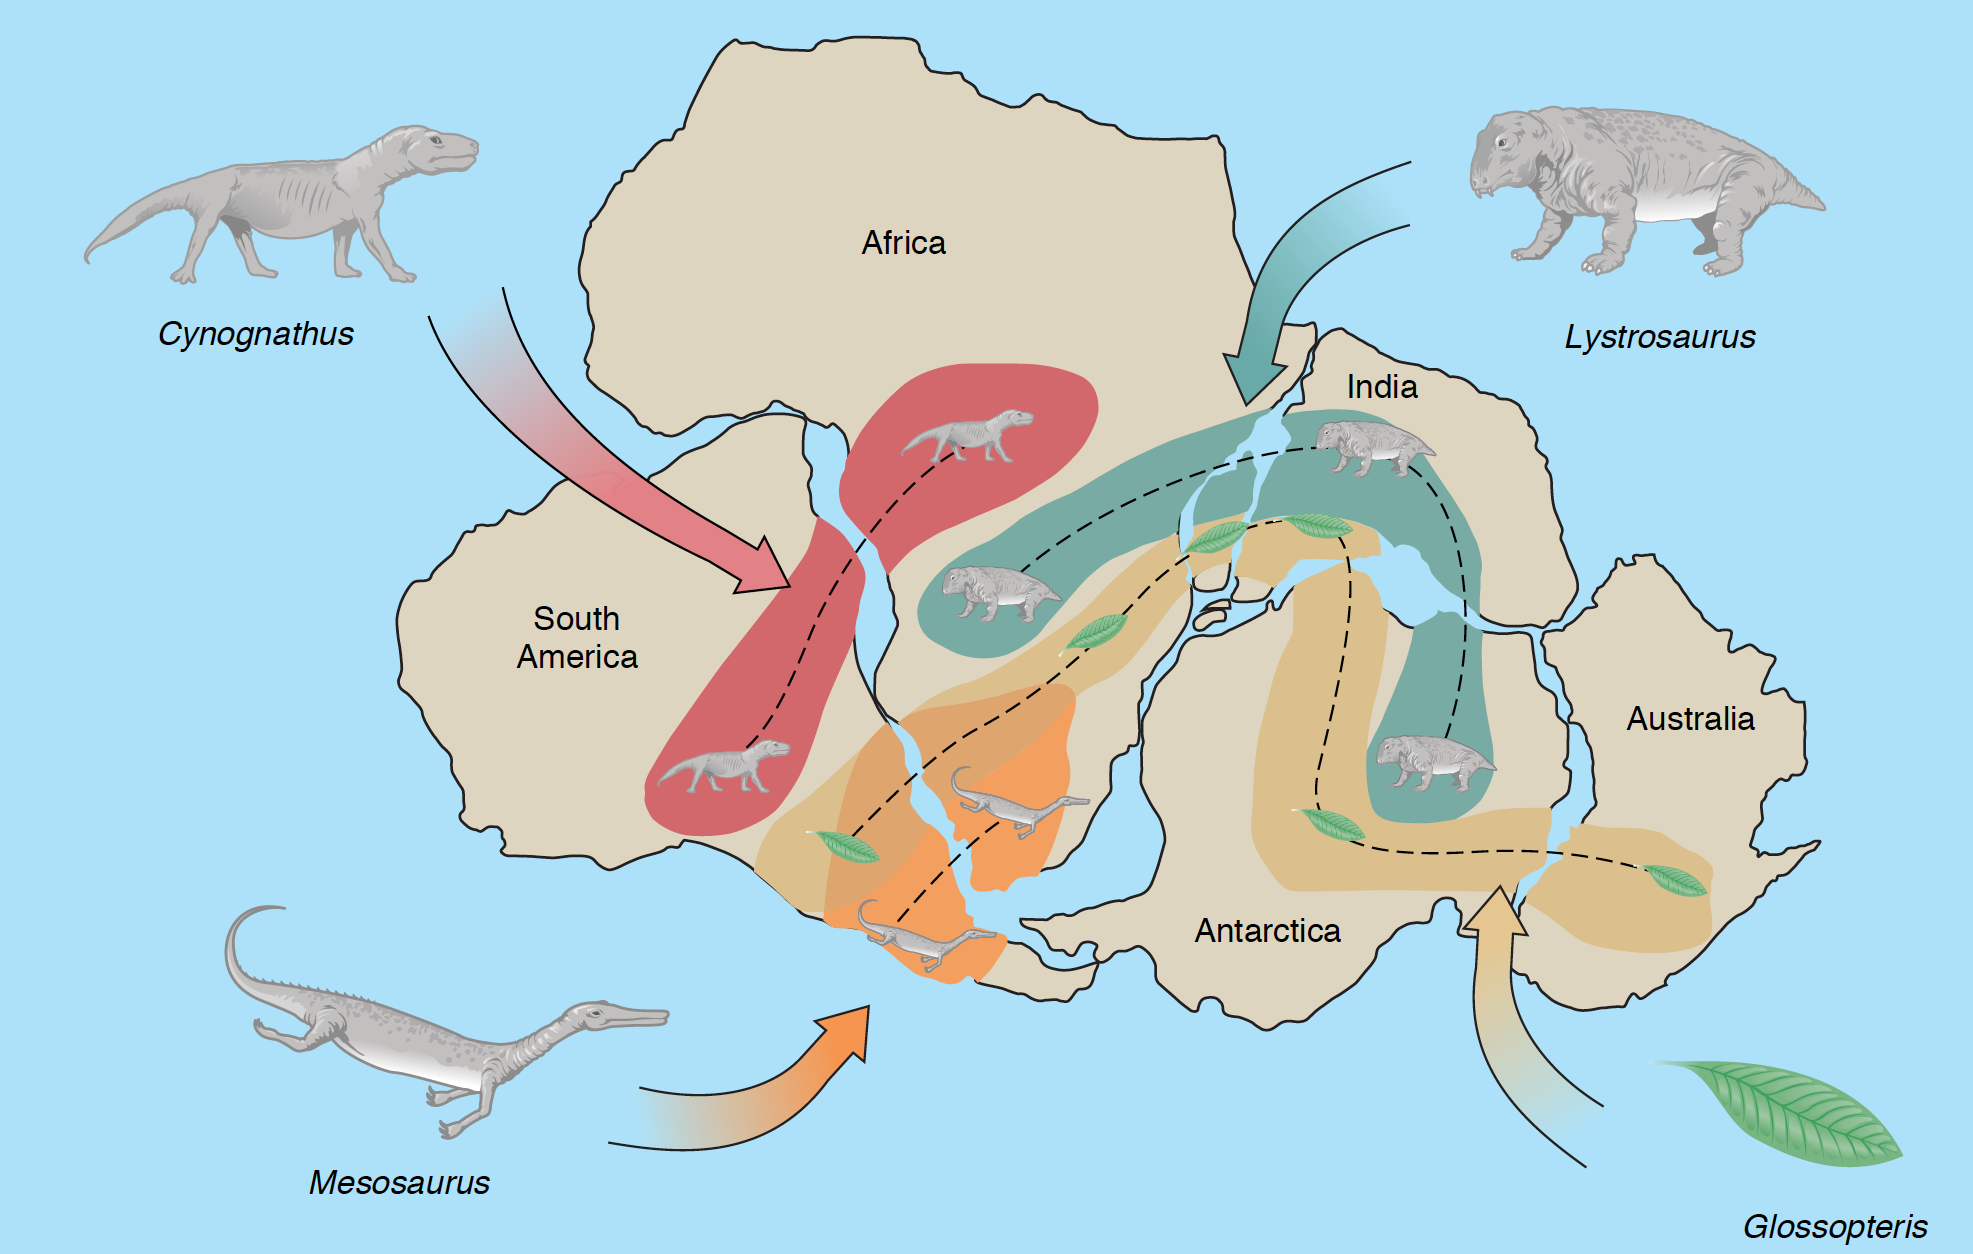 Africa
Cynognathus
Lystrosaurus
India
South
America
Australia
Antarctica
Mesosaurus
Glossopteris